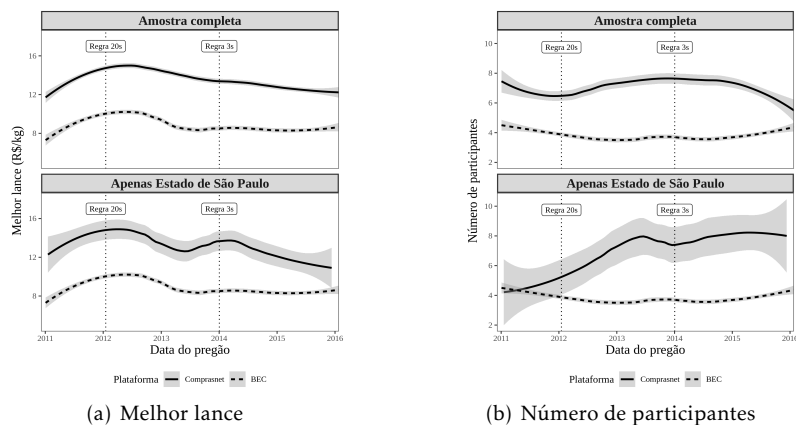 Amostra completa
Regra 20s
Regra 3s
16
12
8
Apenas Estado de São Paulo
Regra 20s
Regra 3s
16
12
8
Melhor lance (R$/kg)
2011 2012 2013 2014 2015 2016
Data do pregão
Plataforma Comprasnet BEC
(a) Melhor lance
Amostra completa
Regra 20s
Regra 3s
10
8
6
4
2
Apenas Estado de São Paulo
Regra 20s
Regra 3s
10
8
6
4
2
Número de participantes
2011 2012 2013 2014 2015 2016
Data do pregão
Plataforma Comprasnet BEC
(b) Número de participantes